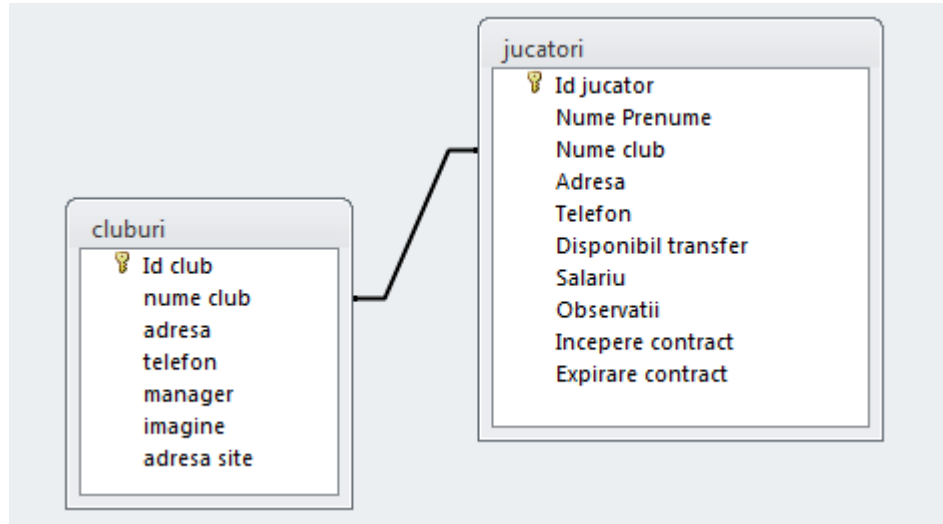 jucatori
Id jucator
Nume Prenume
Nume club
Adresa
Telefon
Disponibil transfer
Salariu
Observatii
Incepere contract
Expirare contract
cluburi
Id club
nume club
adresa
telefon
manager
imagine
adresa site